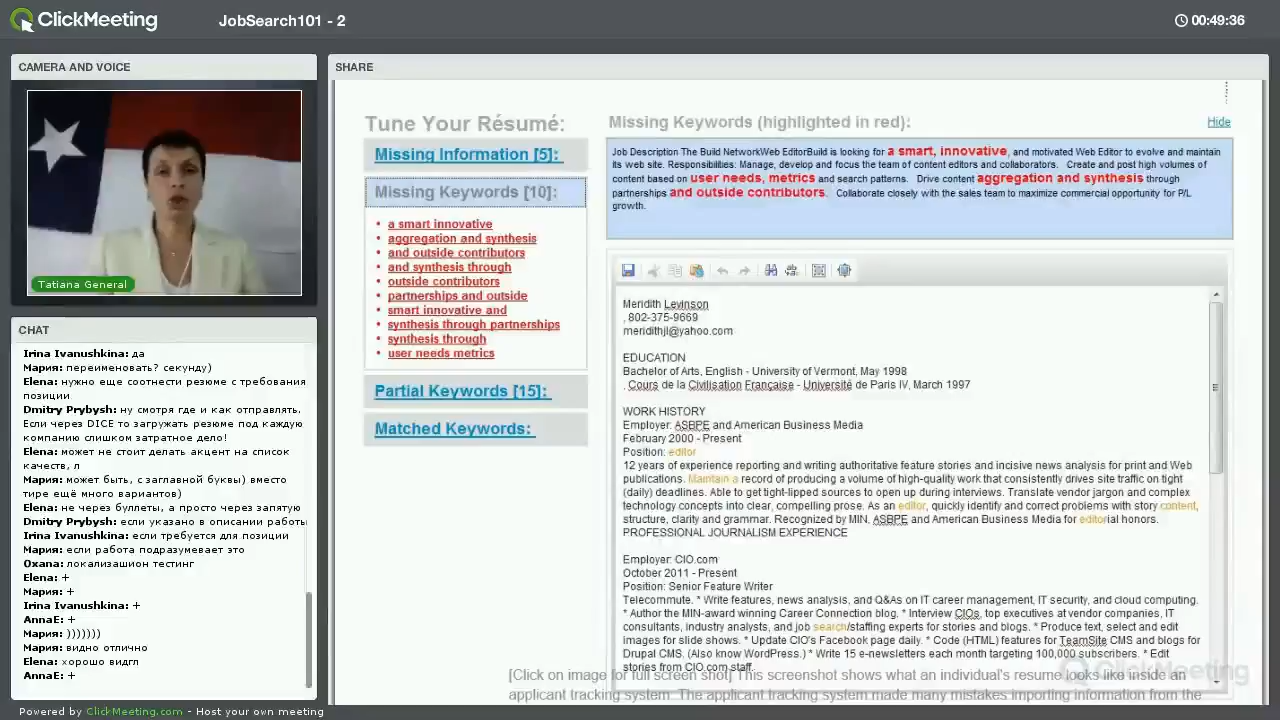 ClickMeeting
JobSearch101 - 2
00:49:36
CAMERA AND VOICE
Tatiana General
CHAT
Irina Ivanushkina: да
Мария: переименовать? секунду)
Elena: нужно еще соотнести резюме с требования
позиции
Dmitry Prybysh: ну смотря где и как отправлять.
Если через DICE то загружать резюме под каждую
компанию слишком затратное дело!
Elena: может не стоит делать акцент на список
качеств, л
Мария: может быть, с заглавной буквы) вместо
тире ещё много вариантов)
Elena: не через буллеты, а просто через запятую
Dmitry Prybysh: если указано в описании работы
Irina Ivanushkina: если требуется для позиции
Мария: если работа подразумевает это
Оxана: локализашион тестинг
Elena: +
Мария: +
Irina Ivanushkina: +
AnnaE: +
Мария: )))))))
Мария: видно отлично
Elena: хорошо видгл
AnnaE: +
SHARE
Tune Your Résumé:
Missing Information [5]:
Missing Keywords [10]:
• a smart innovative
• aggregation and synthesis
• and outside contributors
• and synthesis through
• outside contributors
• partnerships and outside
• smart innovative and
• synthesis through partnerships
• synthesis through
• user needs metrics
Partial Keywords [15]:
Matched Keywords:
Missing Keywords (highlighted in red):
Hide
Job Description The Build NetworkWeb EditorBuild is looking for a smart, innovative, and motivated Web Editor to evolve and maintain
its web site. Responsibilities: Manage, develop and focus the team of content editors and collaborators. Create and post high volumes of
content based on user needs, metrics and search patterns. Drive content aggregation and synthesis through
partnerships and outside contributors. Collaborate closely with the sales team to maximize commercial opportunity for P/L
growth.
Meridith Levinson
, 802-375-9669
meridithjl@yahoo.com
EDUCATION
Bachelor of Arts, English - University of Vermont, May 1998
. Cours de la Civilisation Française - Université de Paris IV, March 1997
WORK HISTORY
Employer: ASBPE and American Business Media
February 2000 - Present
Position: editor
12 years of experience reporting and writing authoritative feature stories and incisive news analysis for print and Web
publications. Maintain a record of producing a volume of high-quality work that consistently drives site traffic on tight
(daily) deadlines. Able to get tight-lipped sources to open up during interviews. Translate vendor jargon and complex
technology concepts into clear, compelling prose. As an editor, quickly identify and correct problems with story content,
structure, clarity and grammar. Recognized by MIN, ASBPE and American Business Media for editorial honors.
PROFESSIONAL JOURNALISM EXPERIENCE
Employer: CIO.com
October 2011 - Present
Position: Senior Feature Writer
Telecommute. * Write features, news analysis, and Q&As on IT career management, IT security, and cloud computing.
* Author the MIN-award winning Career Connection blog. * Interview CIOs, top executives at vendor companies, IT
consultants, industry analysts, and job search/staffing experts for stories and blogs. * Produce text, select and edit
images for slide shows. * Update CIO's Facebook page daily. * Code (HTML) features for TeamSite CMS and blogs for
Drupal CMS. (Also know WordPress.) * Write 15 e-newsletters each month targeting 100,000 subscribers. * Edit
stories from CIO.com staff.
[Click on image for full screen shot] This screenshot shows what an individual's resume looks like inside an
applicant tracking system. The applicant tracking system made many mistakes importing information from the
ClickMeeting
Powered by ClickMeeting.com - Host your own meeting